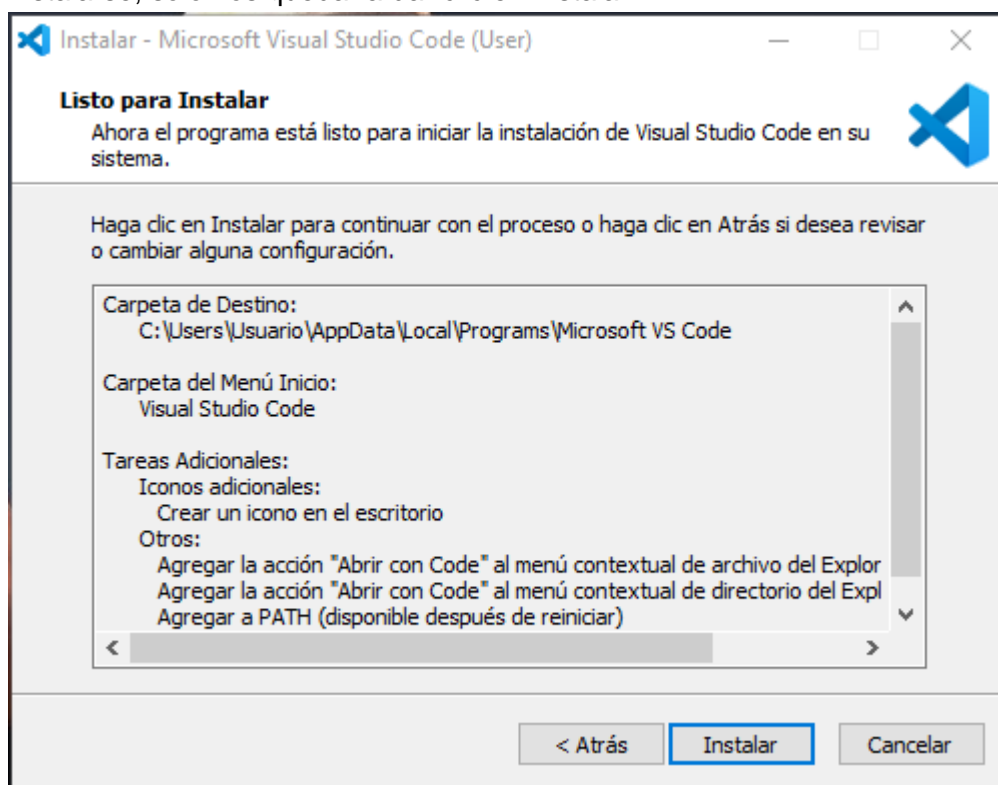 Instalar - Microsoft Visual Studio Code (User)
Listo para Instalar
Ahora el programa está listo para iniciar la instalación de Visual Studio Code en su
sistema.
Haga clic en Instalar para continuar con el proceso o haga clic en Atrás si desea revisar
o cambiar alguna configuración.
Carpeta de Destino:
C:\Users\Usuario\AppData\Local\Programs\Microsoft VS Code
Carpeta del Menú Inicio:
Visual Studio Code
Tareas Adicionales:
Iconos adicionales:
Crear un icono en el escritorio
Otros:
Agregar la acción "Abrir con Code" al menú contextual de archivo del Explor
Agregar la acción "Abrir con Code" al menú contextual de directorio del Expl
Agregar a PATH (disponible después de reiniciar)
< Atrás Instalar Cancelar